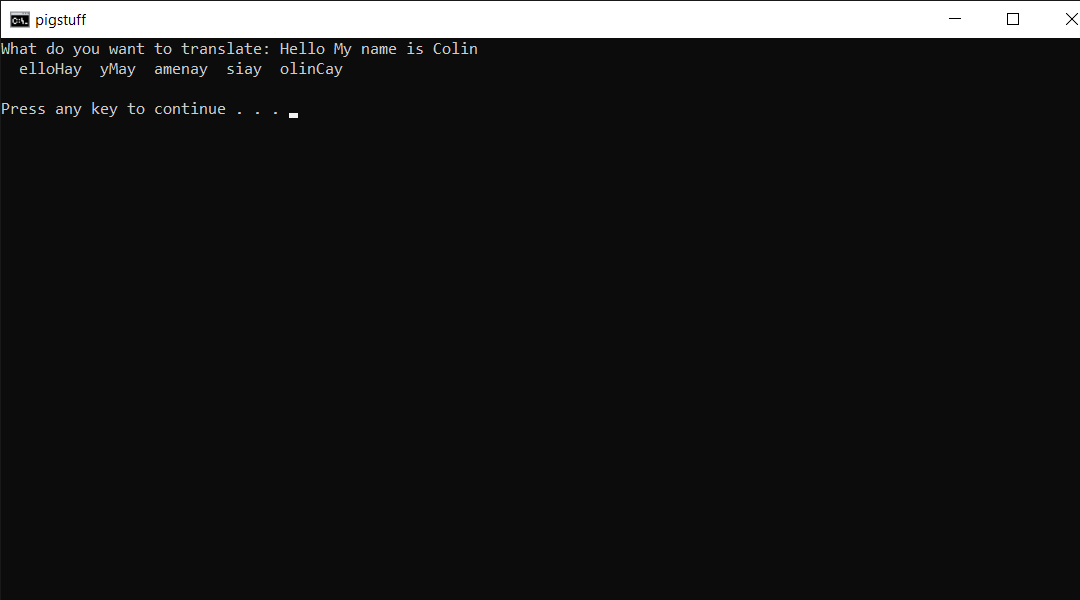 pigstuff
What do you want to translate: Hello My name is Colin
  elloHay  yMay  amenay  siay  olinCay
Press any key to continue . . .